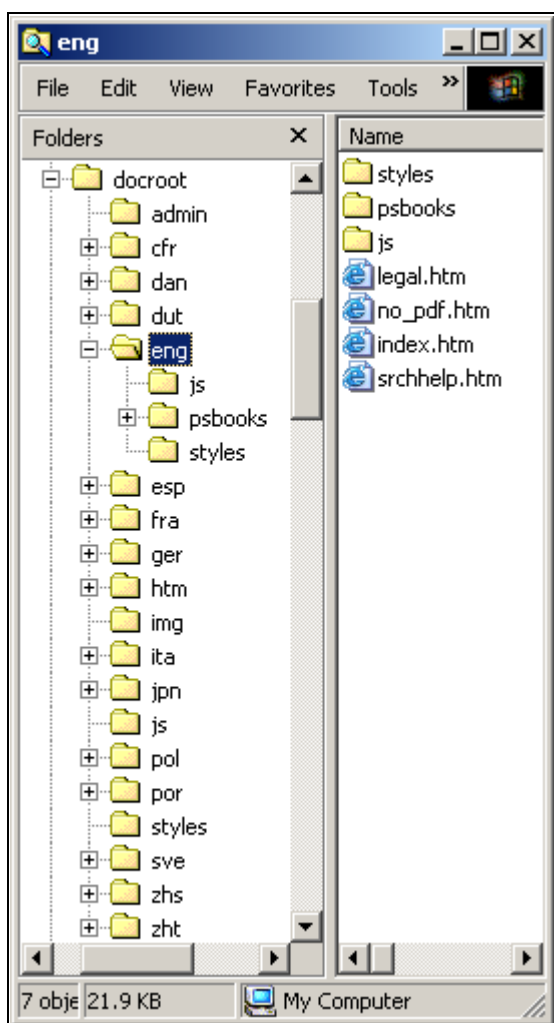 eng
File Edit View Favorites Tools »
Folders
docroot
admin
cfr
dan
dut
eng
js
psbooks
styles
esp
fra
ger
htm
img
ita
jpn
js
pol
por
styles
sve
zhs
zht
Name
styles
psbooks
js
legal.htm
no_pdf.htm
index.htm
srchhelp.htm
7 obje 21.9 KB My Computer